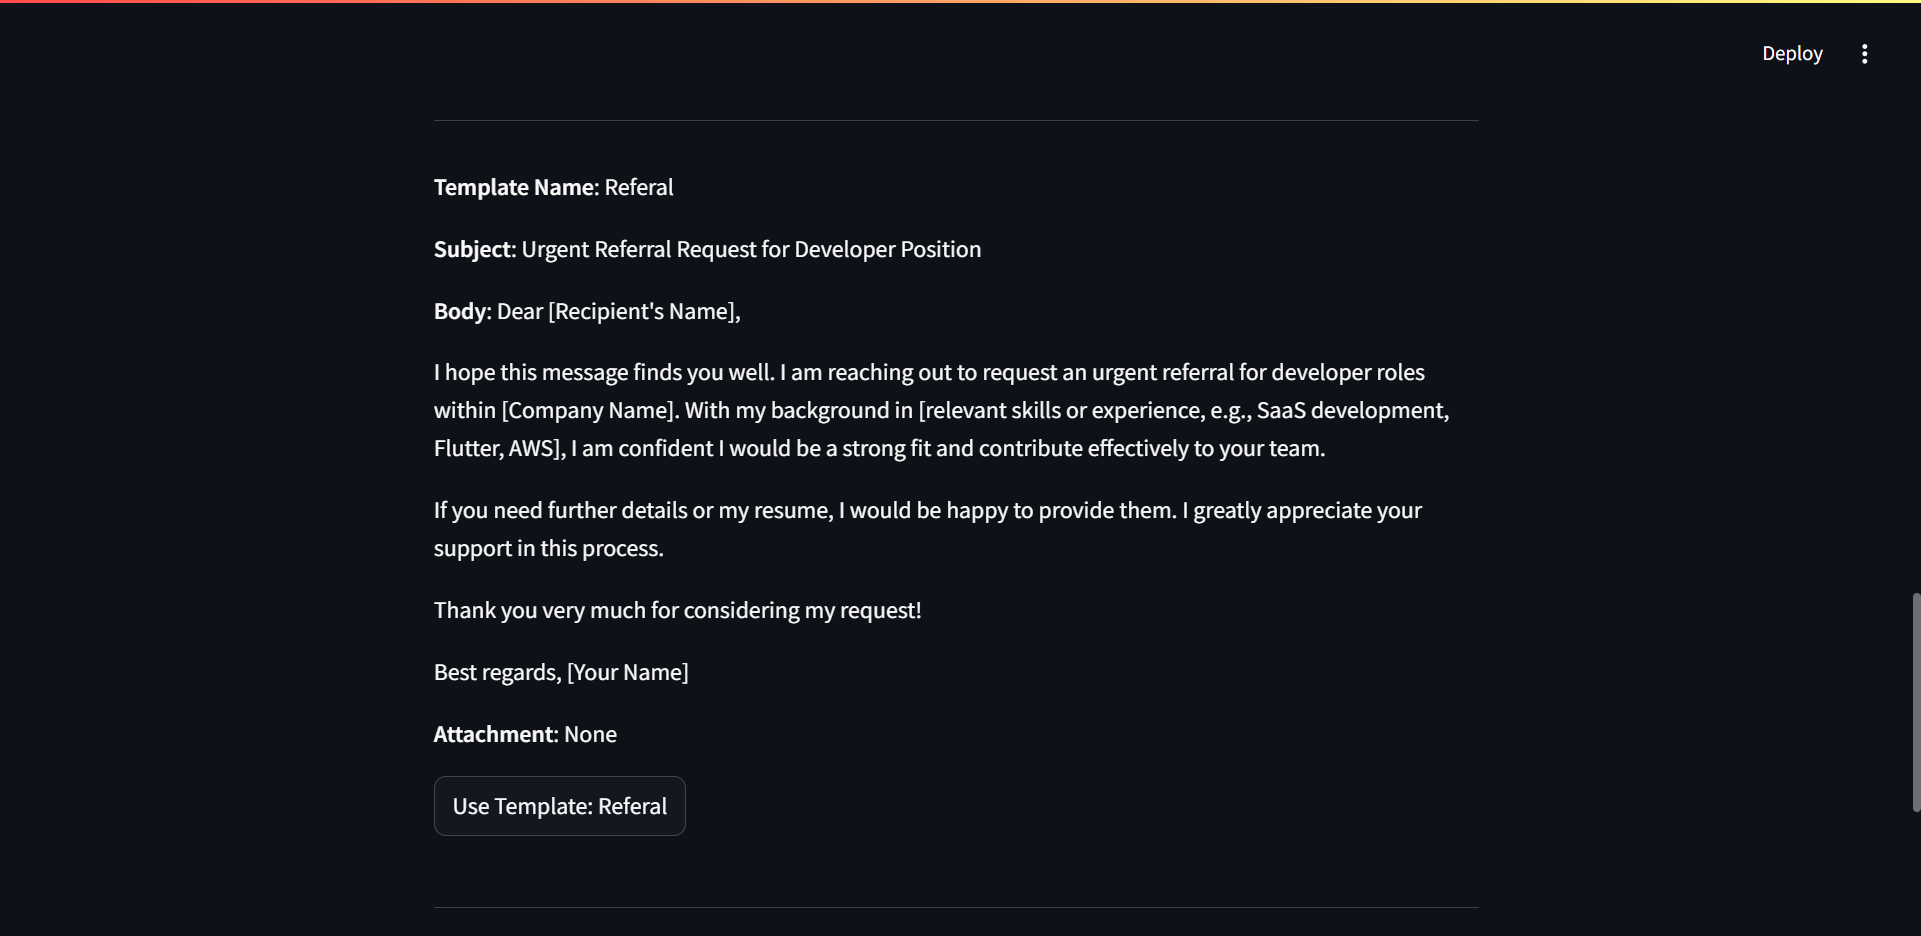 Deploy
Template Name: Referal
Subject: Urgent Referral Request for Developer Position
Body: Dear [Recipient's Name],
I hope this message finds you well. I am reaching out to request an urgent referral for developer roles
within [Company Name]. With my background in [relevant skills or experience, e.g., SaaS development,
Flutter, AWS], I am confident I would be a strong fit and contribute effectively to your team.
If you need further details or my resume, I would be happy to provide them. I greatly appreciate your
support in this process.
Thank you very much for considering my request!
Best regards, [Your Name]
Attachment: None
Use Template: Referal